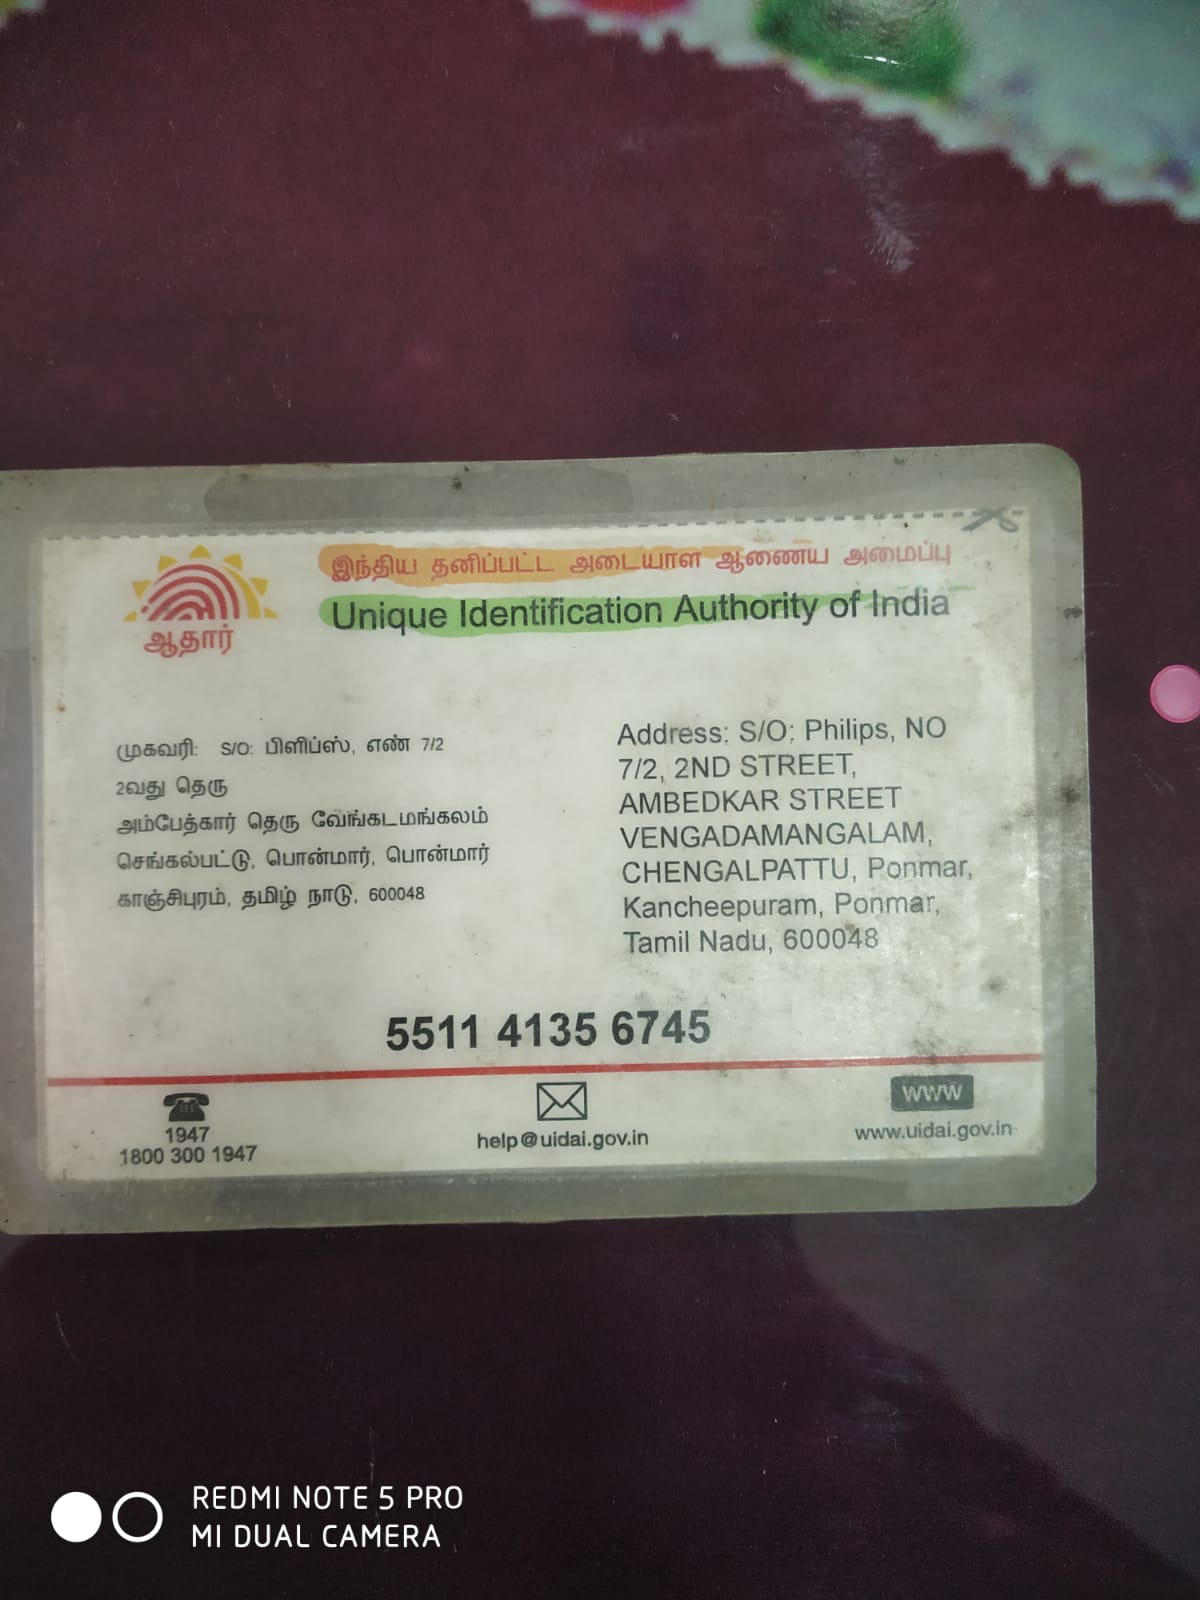 இந்திய தனிப்பட்ட அடையாள ஆணைய அமைப்பு
Unique Identification Authority of India
ஆதார்
முகவரி: S/O: பிளிப்ஸ், எண் 7/2
2வது தெரு
அம்பேத்கார் தெரு வேங்கடமங்கலம்
செங்கல்பட்டு, பொன்மார், பொன்மார்
காஞ்சிபுரம், தமிழ் நாடு, 600048
Address: S/O: Philips, NO
7/2, 2ND STREET,
AMBEDKAR STREET
VENGADAMANGALAM,
CHENGALPATTU, Ponmar,
Kancheepuram, Ponmar,
Tamil Nadu, 600048
5511 4135 6745
1947
1800 300 1947
help@uidai.gov.in
www
www.uidai.gov.in
REDMI NOTE 5 PRO
MI DUAL CAMERA